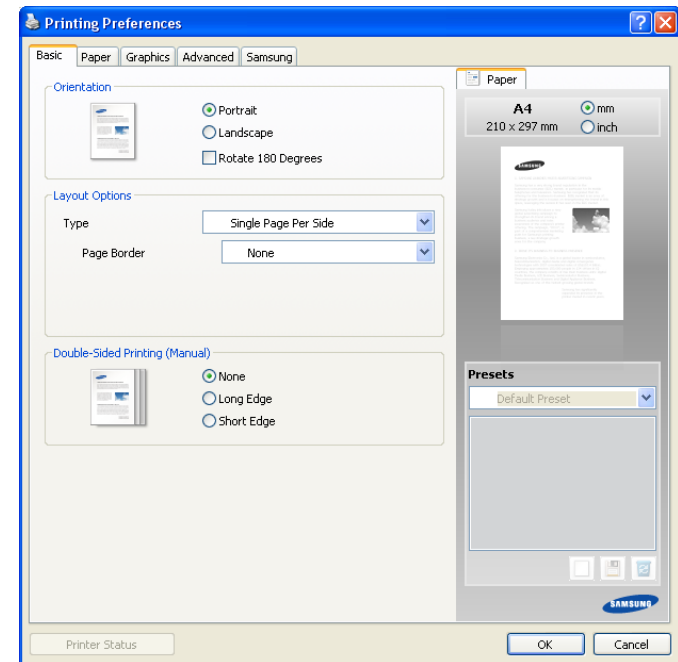 Printing Preferences
Basic Paper Graphics Advanced Samsung
Orientation
Portrait
Landscape
Rotate 180 Degrees
Layout Options
Type Single Page Per Side
Page Border None
Double-Sided Printing (Manual)
None
Long Edge
Short Edge
Paper
A4 mm
210 x 297 mm inch
SAMSUNG
Presets
Default Preset
SAMSUNG
Printer Status OK Cancel